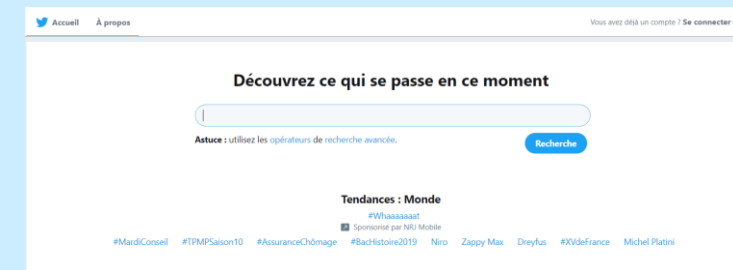 Accueil À propos Vous avez déjà un compte ? Se connecter
Découvrez ce qui se passe en ce moment
Astuce : utilisez les opérateurs de recherche avancée. Recherche
Tendances : Monde
#Whaaaaaat
Sponsorisé par NRJ Mobile
#MardiConseil #TPMPSaison10 #AssuranceChômage #BacHistoire2019 Niro Zappy Max Dreyfus #XVdeFrance Michel Platini